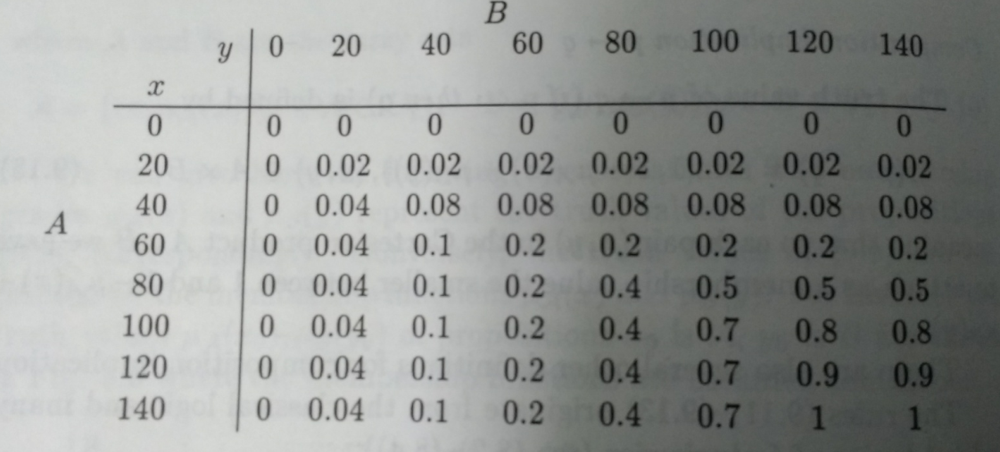 B
y 0 20 40 60 80 100 120 140
x
0 0 0 0 0 0 0 0 0
20 0 0.02 0.02 0.02 0.02 0.02 0.02 0.02
40 0 0.04 0.08 0.08 0.08 0.08 0.08 0.08
A
60 0 0.04 0.1 0.2 0.2 0.2 0.2 0.2
80 0 0.04 0.1 0.2 0.4 0.5 0.5 0.5
100 0 0.04 0.1 0.2 0.4 0.7 0.8 0.8
120 0 0.04 0.1 0.2 0.4 0.7 0.9 0.9
140 0 0.04 0.1 0.2 0.4 0.7 1 1